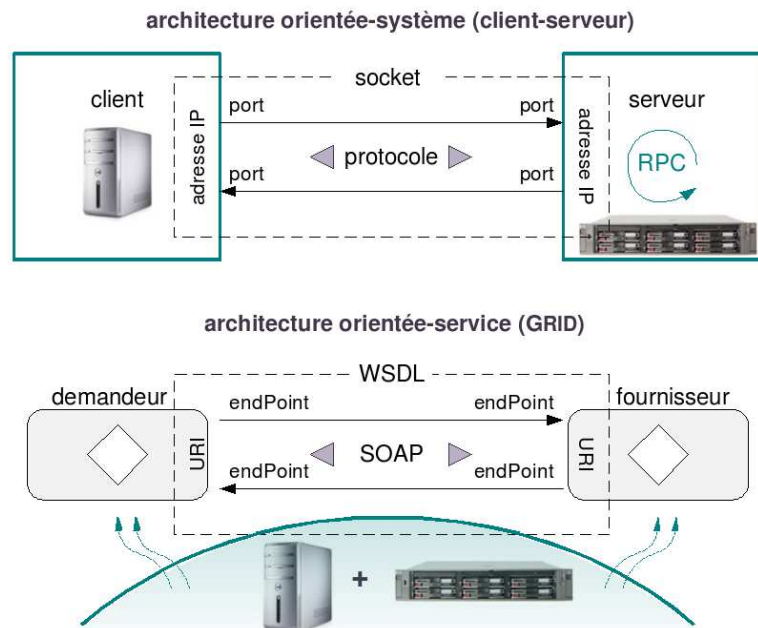 architecture orientée-système (client-serveur)
socket
client
serveur
port
port
adresse IP
adresse IP
protocole
RPC
port
port
architecture orientée-service (GRID)
WSDL
demandeur
fournisseur
endPoint
endPoint
URI
SOAP
URI
endPoint
endPoint
+